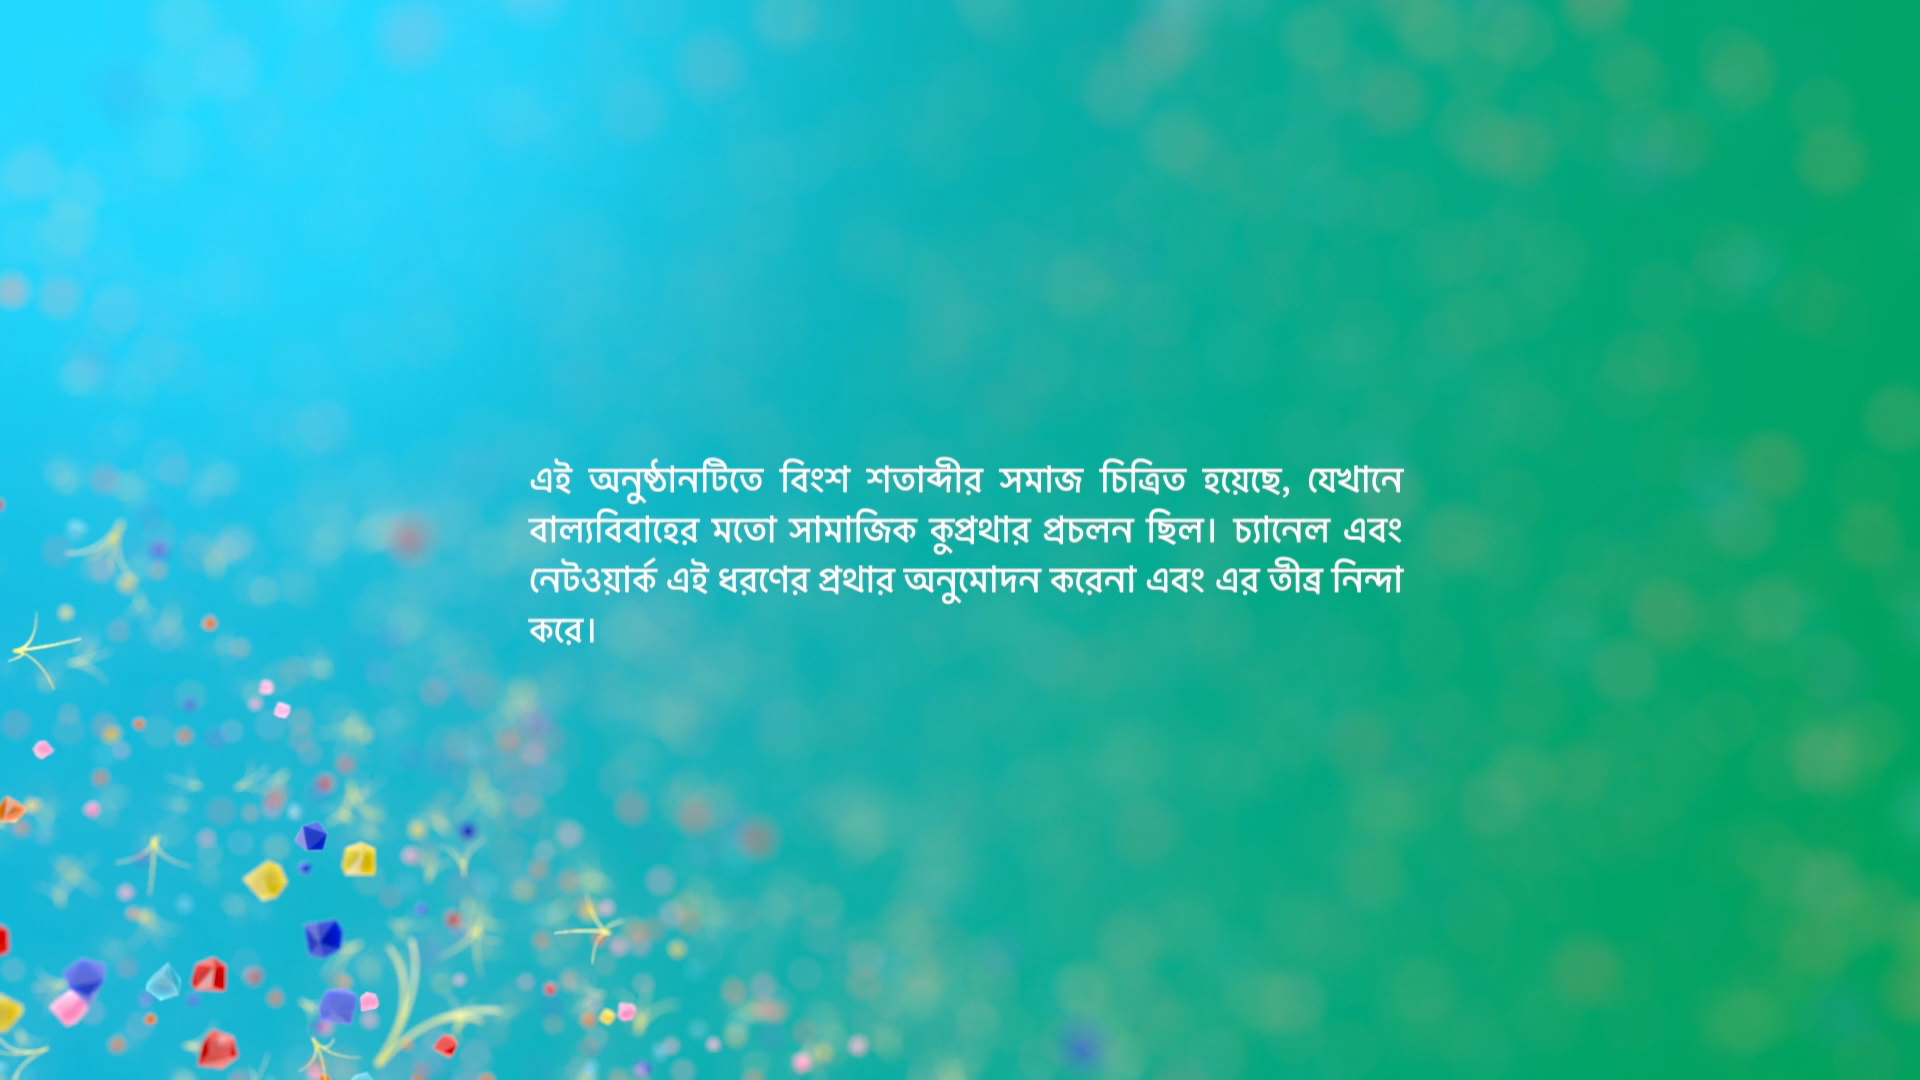 এই অনুষ্ঠানটিতে বিংশ শতাব্দীর সমাজ চিত্রিত হয়েছে, যেখানে
বাল্যবিবাহের মতো সামাজিক কুপ্রথার প্রচলন ছিল। চ্যানেল এবং
নেটওয়ার্ক এই ধরণের প্রথার অনুমোদন করেনা এবং এর তীব্র নিন্দা
করে।